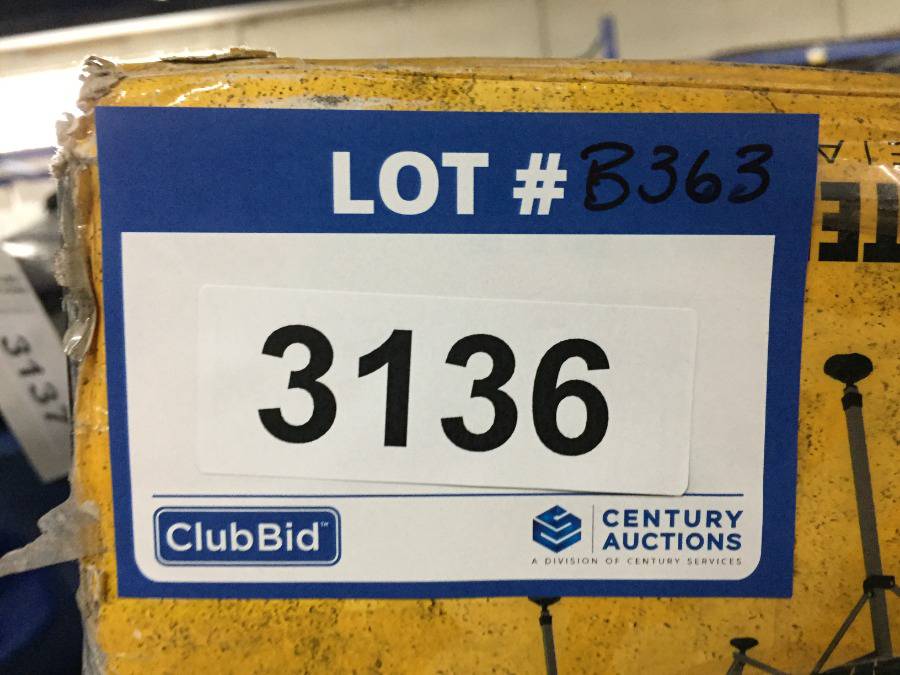 LOT # B363
3136
ClubBid™
CENTURY
AUCTIONS
A DIVISION OF CENTURY SERVICES
3137